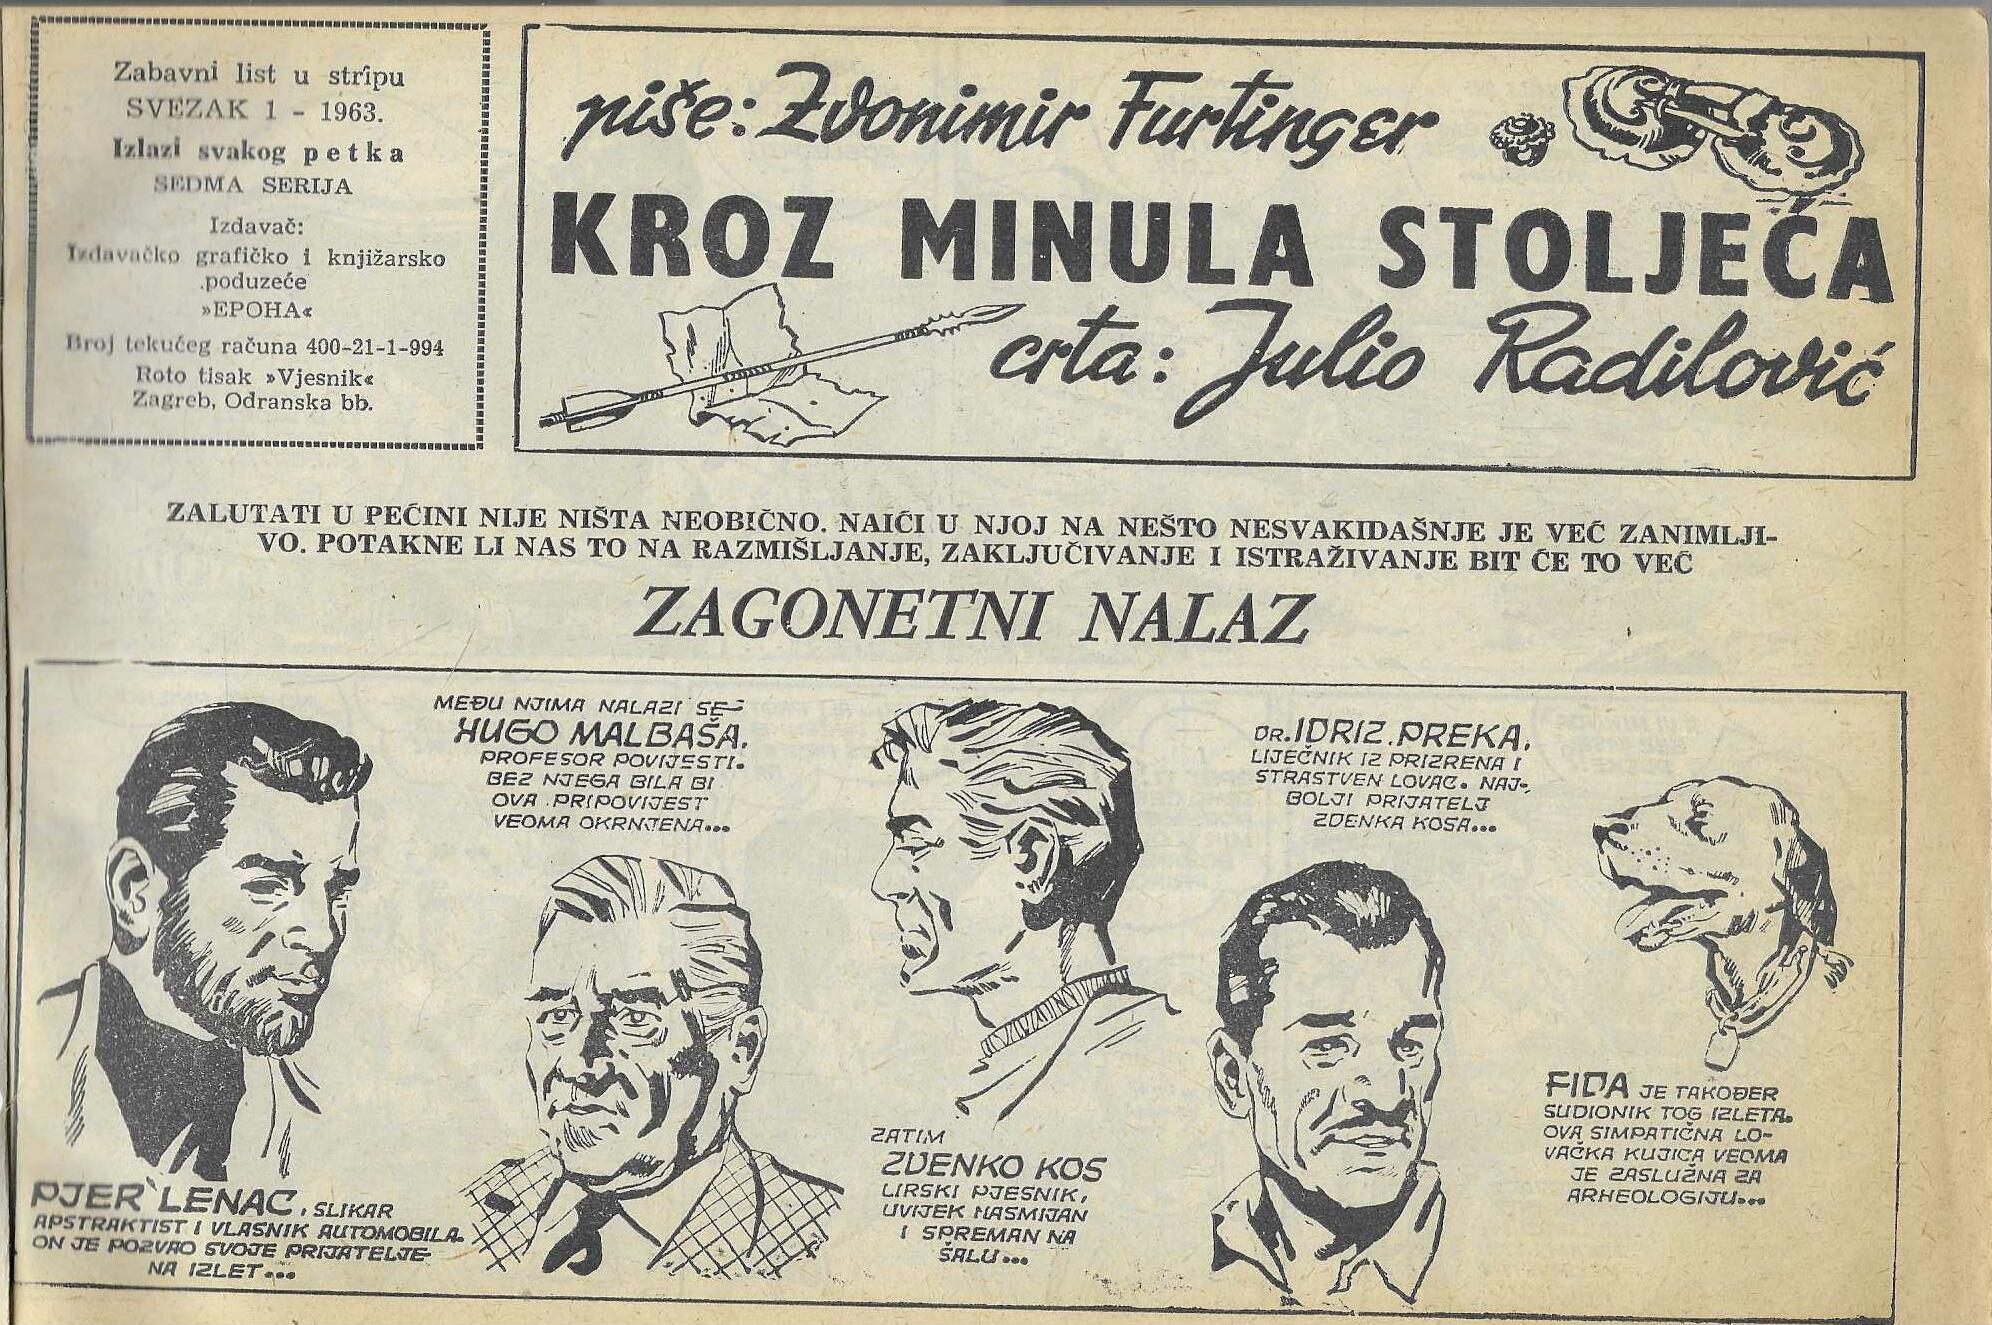 Zabavni list u stripu
SVEZAK 1 - 1963.
Izlazi svakog petka
SEDMA SERIJA
Izdavač:
Izdavačko grafičko i knjižarsko
poduzeće
»EPOHA«
Broj tekućeg računa 400-21-1-994
Roto tisak »Vjesnik«
Zagreb, Odranska bb.
piše: Zvonimir Furtinger
KROZ MINULA STOLJEĆA
crta: Julio Radilović
ZALUTATI U PEĆINI NIJE NIŠTA NEOBIČNO. NAIĆI U NJOJ NA NEŠTO NESVAKIDAŠNJE JE VEĆ ZANIMLJI-
VO. POTAKNE LI NAS TO NA RAZMIŠLJANJE, ZAKLJUČIVANJE I ISTRAŽIVANJE BIT ĆE TO VEĆ
ZAGONETNI NALAZ
PJER LENAC, SLIKAR
APSTRAKTIST I VLASNIK AUTOMOBILA.
ON JE POZVAO SVOJE PRIJATELJE
NA IZLET...
MEĐU NJIMA NALAZI SE
HUGO MALBAŠA,
PROFESOR POVIJESTI.
BEZ NJEGA BILA BI
OVA PRIPOVIJEST
VEOMA OKRNJENA...
ZATIM
ZDENKO KOS
LIRSKI PJESNIK,
UVIJEK NASMIJAN
I SPREMAN NA
ŠALU...
DR. IDRIZ PREKA,
LIJEČNIK IZ PRIZRENA I
STRASTVEN LOVAC. NAJ-
BOLJI PRIJATELJ
ZDENKA KOSA...
FIDA JE TAKOĐER
SUDIONIK TOG IZLETA.
OVA SIMPATIČNA LO-
VAČKA KUJICA VEOMA
JE ZASLUŽNA ZA
ARHEOLOGIJU...